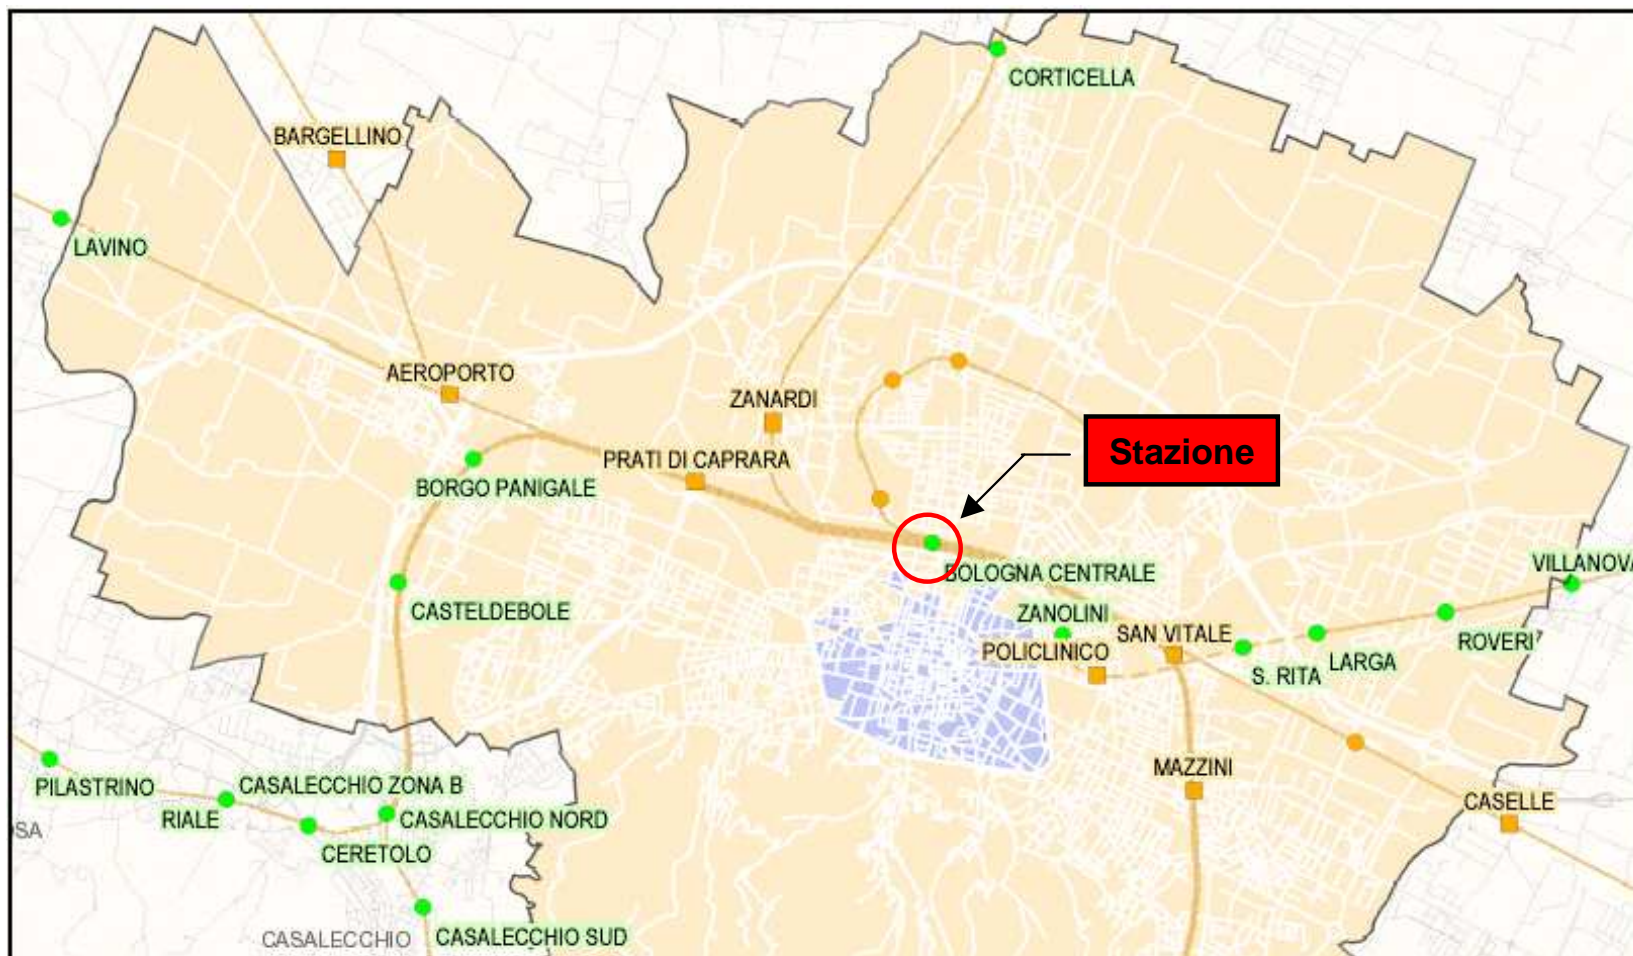 CORTICELLA
BARGELLINO
LAVINO
AEROPORTO
ZANARDI
Stazione
PRATI DI CAPRARA
BORGO PANIGALE
BOLOGNA CENTRALE
VILLANOVA
CASTELDEBOLE
ZANOLINI
SAN VITALE
ROVERI
POLICLINICO
LARGA
S. RITA
MAZZINI
PILASTRINO
CASALECCHIO ZONA B
CASELLE
RIALE
CASALECCHIO NORD
OSA
CERETOLO
CASALECCHIO
CASALECCHIO SUD